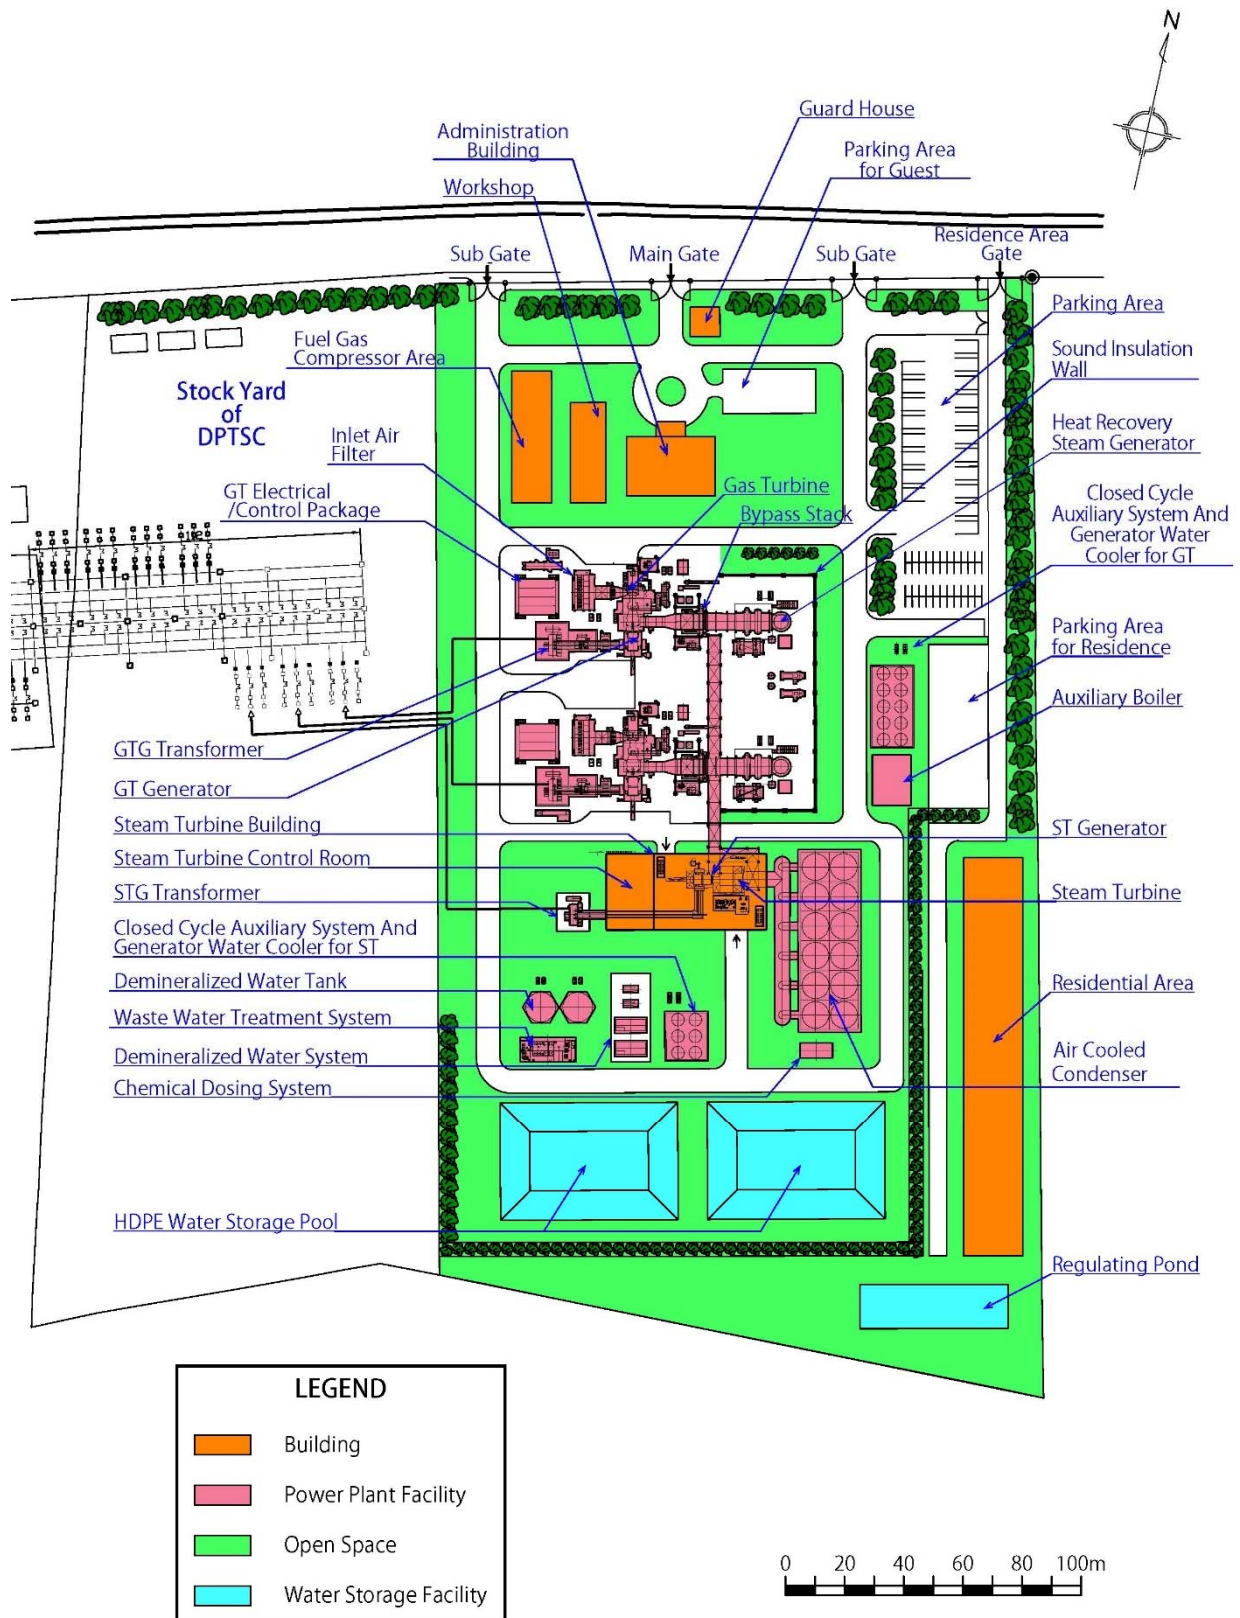 N
Guard House
Administration
Building
Parking Area
for Guest
Workshop
Sub Gate
Main Gate
Sub Gate
Residence Area
Gate
Parking Area
Fuel Gas
Compressor Area
Sound Insulation
Wall
Stock Yard
of
DPTSC
Inlet Air
Filter
Heat Recovery
Steam Generator
GT Electrical
/Control Package
Gas Turbine
Bypass Stack
Closed Cycle
Auxiliary System And
Generator Water
Cooler for GT
Parking Area
for Residence
Auxiliary Boiler
GTG Transformer
GT Generator
Steam Turbine Building
ST Generator
Steam Turbine Control Room
STG Transformer
Steam Turbine
Closed Cycle Auxiliary System And
Generator Water Cooler for ST
Demineralized Water Tank
Residential Area
Waste Water Treatment System
Demineralized Water System
Air Cooled
Condenser
Chemical Dosing System
HDPE Water Storage Pool
Regulating Pond
LEGEND
Building
Power Plant Facility
Open Space
Water Storage Facility
0 20 40 60 80 100m